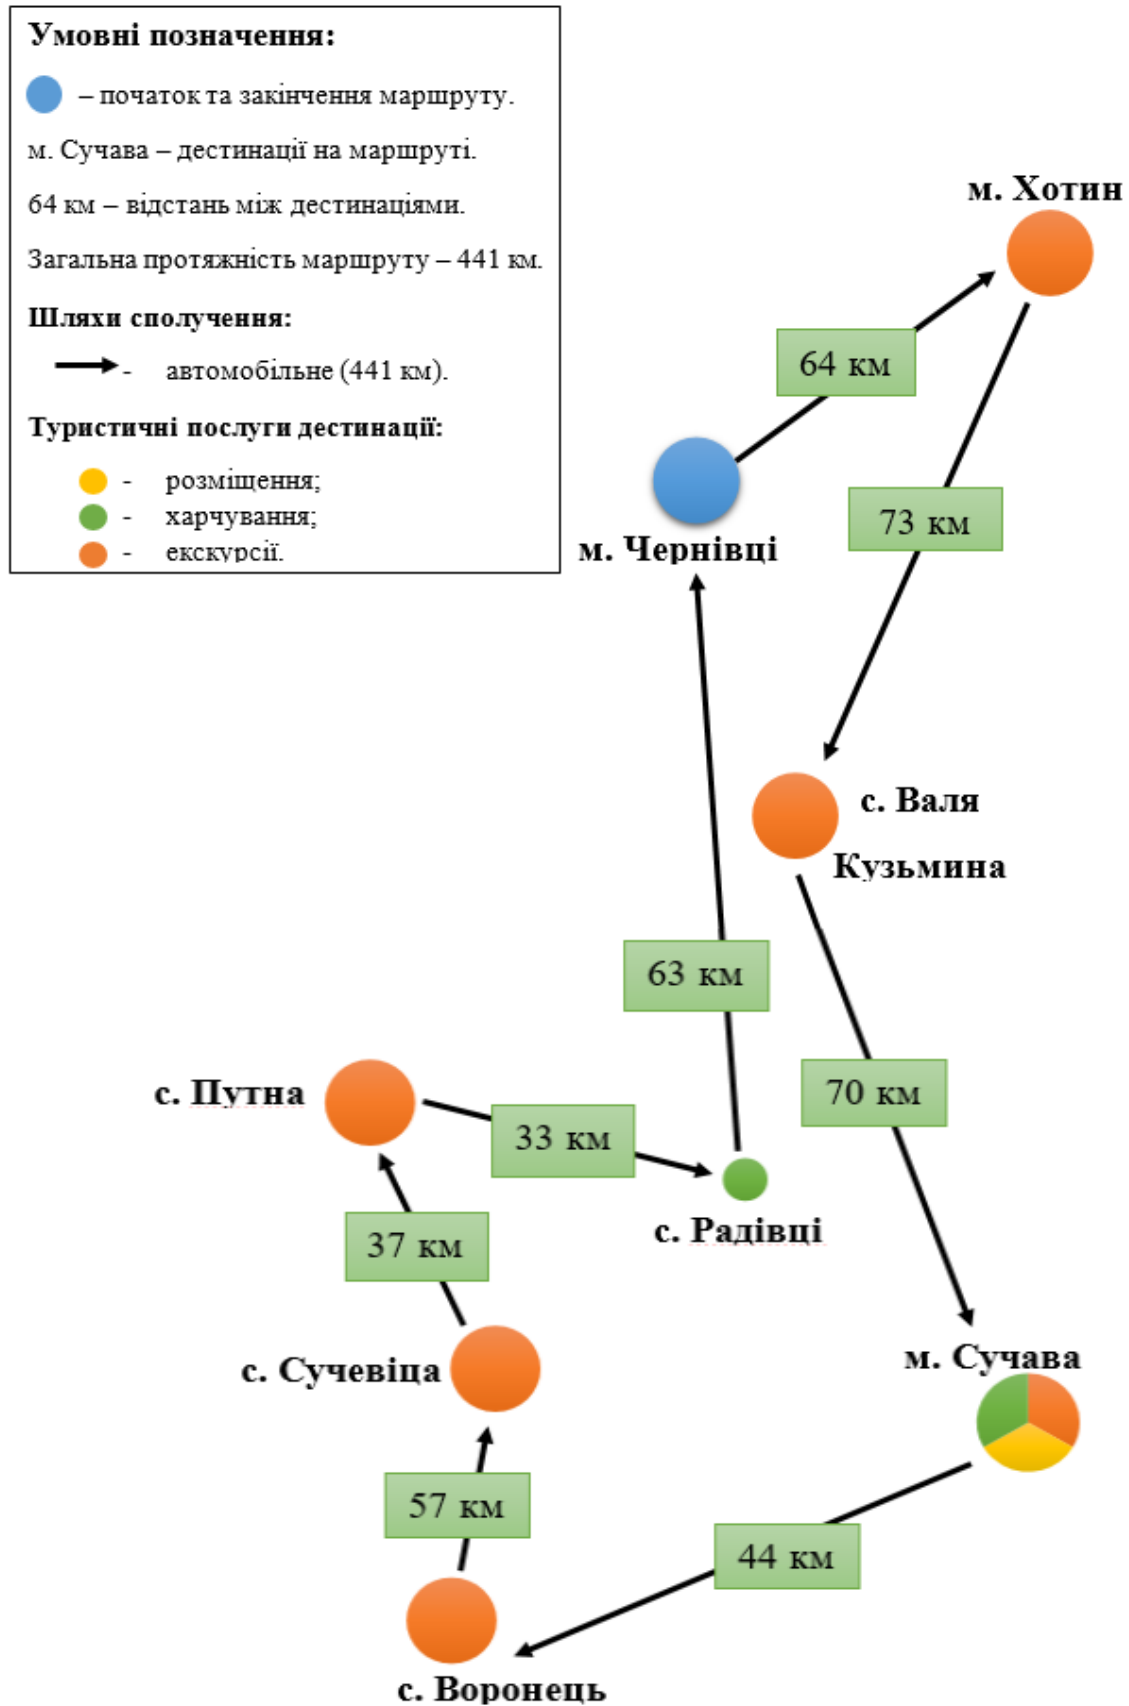 Умовні позначення:
– початок та закінчення маршруту.
м. Сучава – дестинації на маршруті.
64 км – відстань між дестинаціями.
Загальна протяжність маршруту – 441 км.
Шляхи сполучення:
- автомобільне (441 км).
Туристичні послуги дестинації:
- розміщення;
- харчування;
- екскурсії.
м. Хотин
64 км
73 км
м. Чернівці
с. Валя
Кузьмина
63 км
70 км
с. Путна
33 км
с. Радівці
37 км
м. Сучава
с. Сучевіца
57 км
44 км
с. Воронець